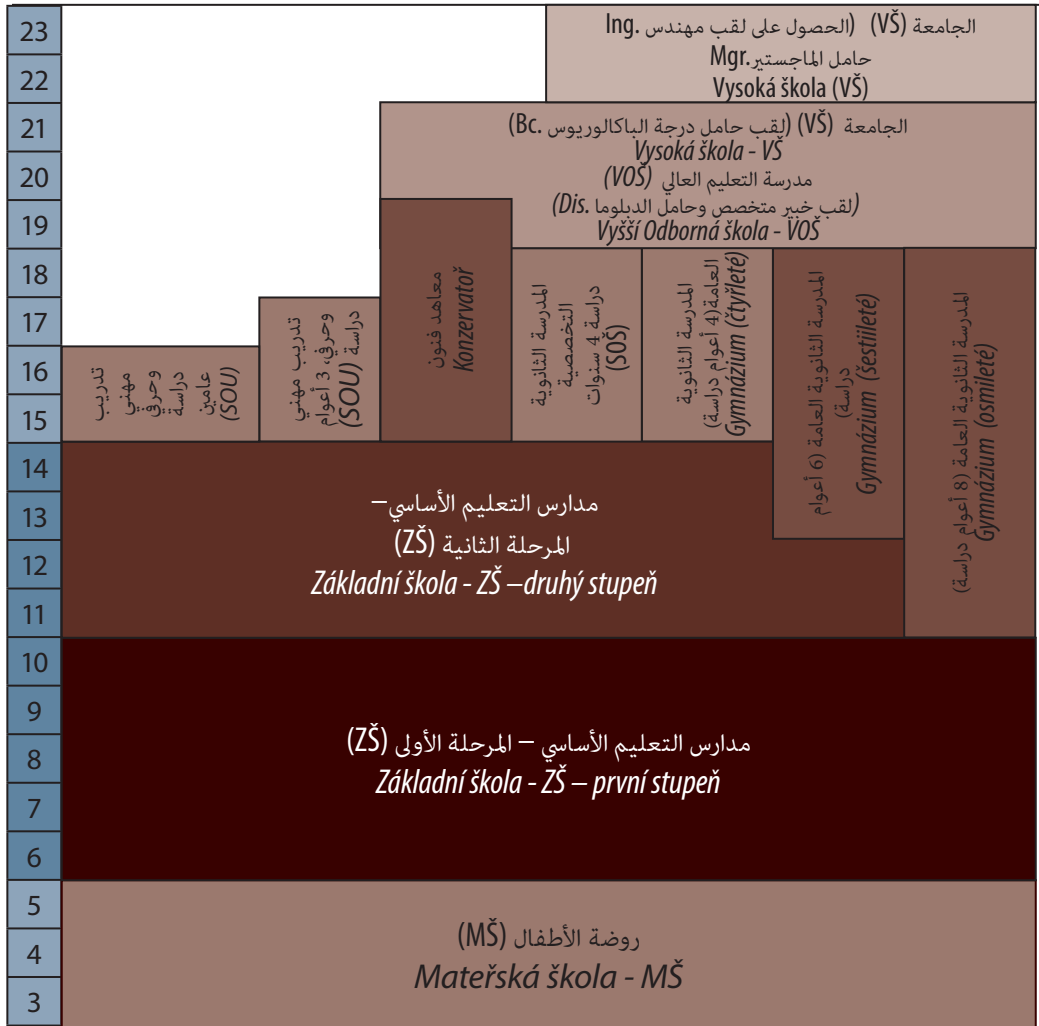 23
22
21
20
19
18
17
16
15
14
13
12
11
10
9
8
7
6
5
4
3
الجامعة (VŠ) (الحصول على لقب مهندس Ing.
حامل الماجستير Mgr.
Vysoká škola (VŠ)
الجامعة (VŠ) (لقب حامل درجة الباكالوريوس Bc.)
Vysoká škola - VŠ
مدرسة التعليم العالي (VOŠ)
(لقب خبير متخصص وحامل الدبلوما Dis.)
Vyšší Odborná škola - VOŠ
تدريب
مهني
وحرفي
دراسة
عامين
(SOU)
تدريب مهني
وحرفي، 3 أعوام
دراسة (SOU)
معاهد فنون
Konzervatoř
المدرسة الثانوية
التخصصية
دراسة 4 سنوات
(SOŠ)
المدرسة الثانوية
العامة(4 أعوام دراسة)
Gymnázium (čtyřleté)
المدرسة الثانوية العامة (6 أعوام
دراسة)
Gymnázium (šestiileté)
المدرسة الثانوية العامة (8 أعوام دراسة)
Gymnázium (osmileté)
مدارس التعليم الأساسي–
المرحلة الثانية (ZŠ)
Základní škola - ZŠ –druhý stupeň
مدارس التعليم الأساسي – المرحلة الأولى (ZŠ)
Základní škola - ZŠ – první stupeň
روضة الأطفال (MŠ)
Mateřská škola - MŠ